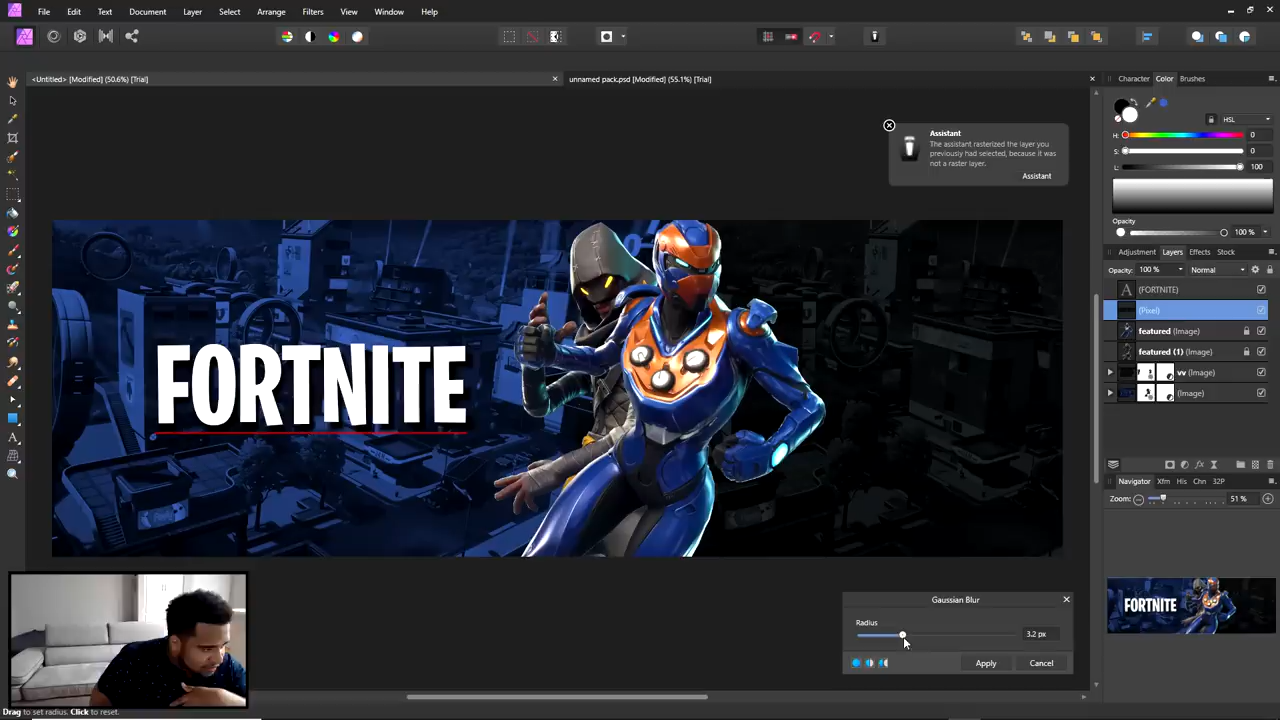 File Edit Text Document Layer Select Arrange Filters View Window Help
<Untitled> [Modified] (50.6%) [Trial]
unnamed pack.psd [Modified] (55.1%) [Trial]
Character Color Brushes
HSL
H: 0
S: 0
L: 100
Opacity
100 %
Assistant
The assistant rasterized the layer you
previously had selected, because it was
not a raster layer.
Assistant
Adjustment Layers Effects Stock
Opacity: 100 % Normal
(FORTNITE)
(Pixel)
featured (Image)
featured (1) (Image)
vv (Image)
(Image)
FORTNITE
Navigator Xfm His Chn 32P
Zoom: 51 %
FORTNITE
Gaussian Blur
Radius
3.2 px
Apply Cancel
Drag to set radius. Click to reset.